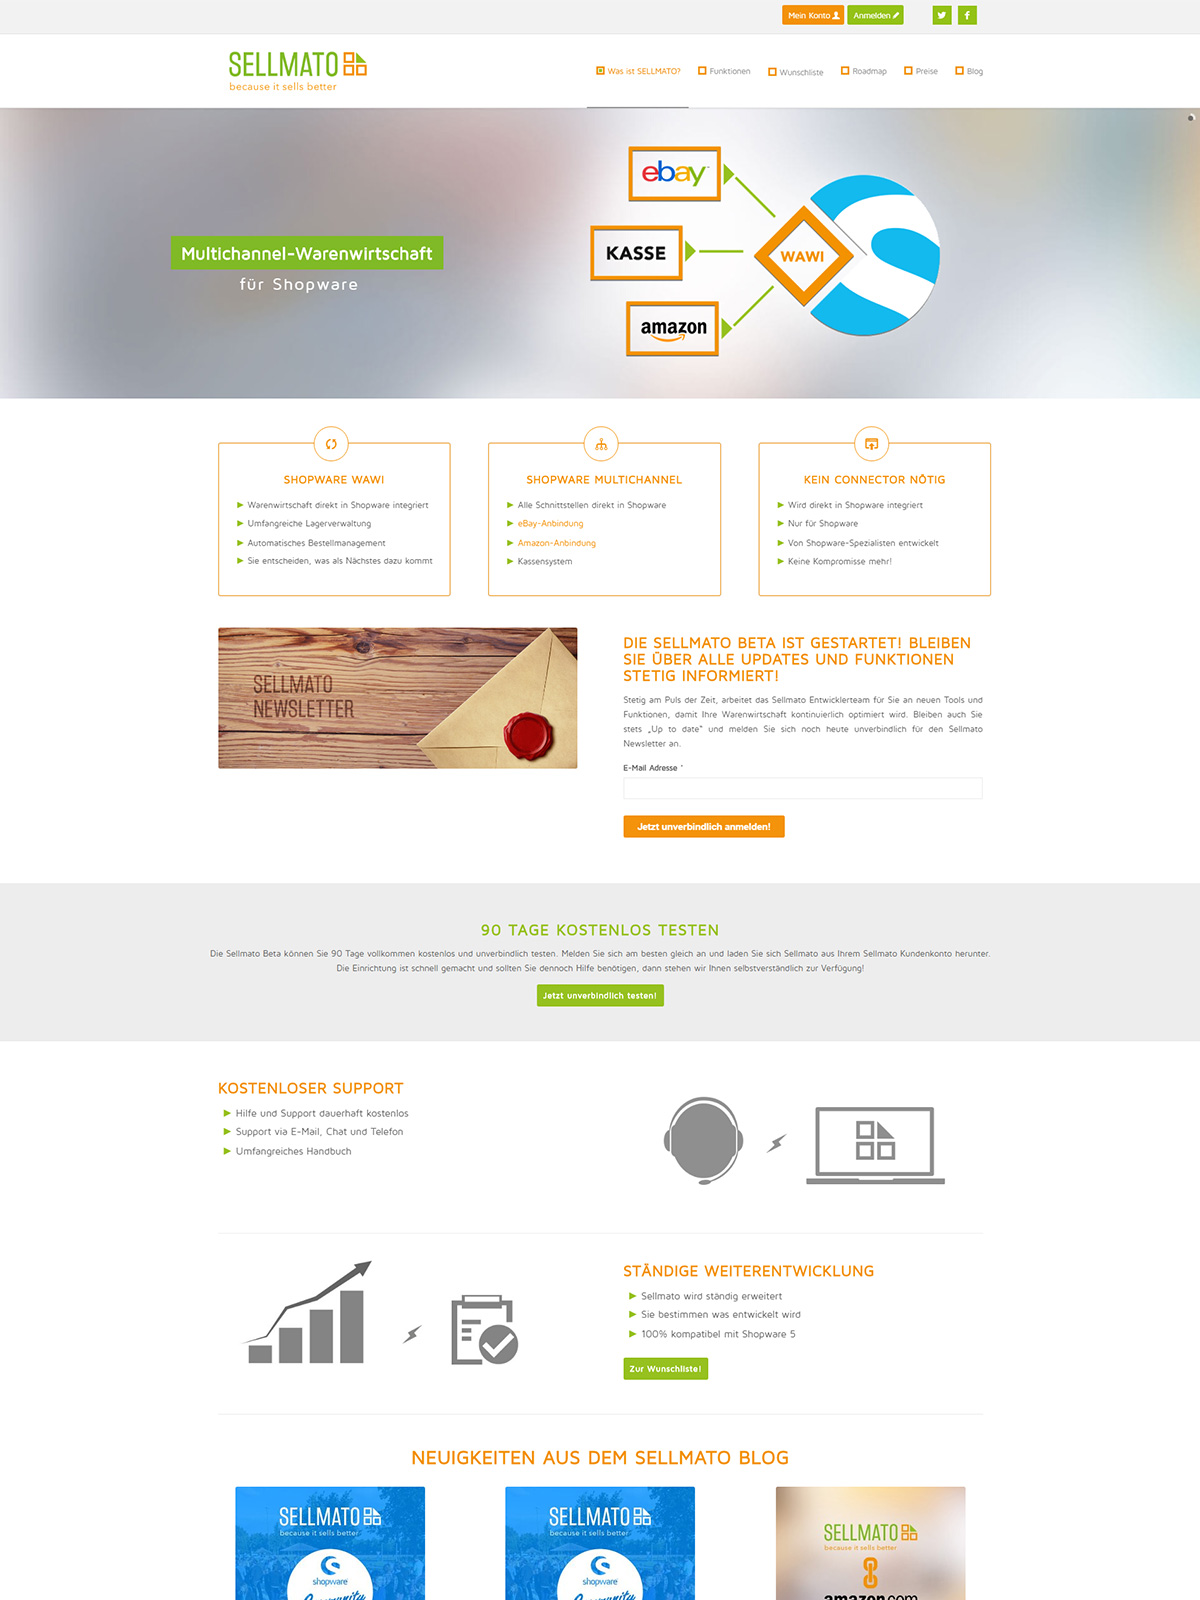 Mein Konto
Anmelden
SELLMATO
because it sells better
Was ist SELLMATO?
Funktionen
Wunschliste
Roadmap
Preise
Blog
ebay
KASSE
amazon
WAWI
Multichannel-Warenwirtschaft
für Shopware
SHOPWARE WAWI
Warenwirtschaft direkt in Shopware integriert
Umfangreiche Lagerverwaltung
Automatisches Bestellmanagement
Sie entscheiden, was als Nächstes dazu kommt
SHOPWARE MULTICHANNEL
Alle Schnittstellen direkt in Shopware
eBay-Anbindung
Amazon-Anbindung
Kassensystem
KEIN CONNECTOR NÖTIG
Wird direkt in Shopware integriert
Nur für Shopware
Von Shopware-Spezialisten entwickelt
Keine Kompromisse mehr!
SELLMATO
NEWSLETTER
DIE SELLMATO BETA IST GESTARTET! BLEIBEN
SIE ÜBER ALLE UPDATES UND FUNKTIONEN
STETIG INFORMIERT!
Stetig am Puls der Zeit, arbeitet das Sellmato Entwicklerteam für Sie an neuen Tools und
Funktionen, damit Ihre Warenwirtschaft kontinuierlich optimiert wird. Bleiben auch Sie
stets „Up to date" und melden Sie sich noch heute unverbindlich für den Sellmato
Newsletter an.
E-Mail Adresse *
Jetzt unverbindlich anmelden!
90 TAGE KOSTENLOS TESTEN
Die Sellmato Beta können Sie 90 Tage vollkommen kostenlos und unverbindlich testen. Melden Sie sich am besten gleich an und laden Sie sich Sellmato aus Ihrem Sellmato Kundenkonto herunter.
Die Einrichtung ist schnell gemacht und sollten Sie dennoch Hilfe benötigen, dann stehen wir Ihnen selbstverständlich zur Verfügung!
Jetzt unverbindlich testen!
KOSTENLOSER SUPPORT
Hilfe und Support dauerhaft kostenlos
Support via E-Mail, Chat und Telefon
Umfangreiches Handbuch
STÄNDIGE WEITERENTWICKLUNG
Sellmato wird ständig erweitert
Sie bestimmen was entwickelt wird
100% kompatibel mit Shopware 5
Zur Wunschliste!
NEUIGKEITEN AUS DEM SELLMATO BLOG
SELLMATO
because it sells better
shopware
Community
SELLMATO
because it sells better
shopware
Community
SELLMATO
because it sells better
amazon.com